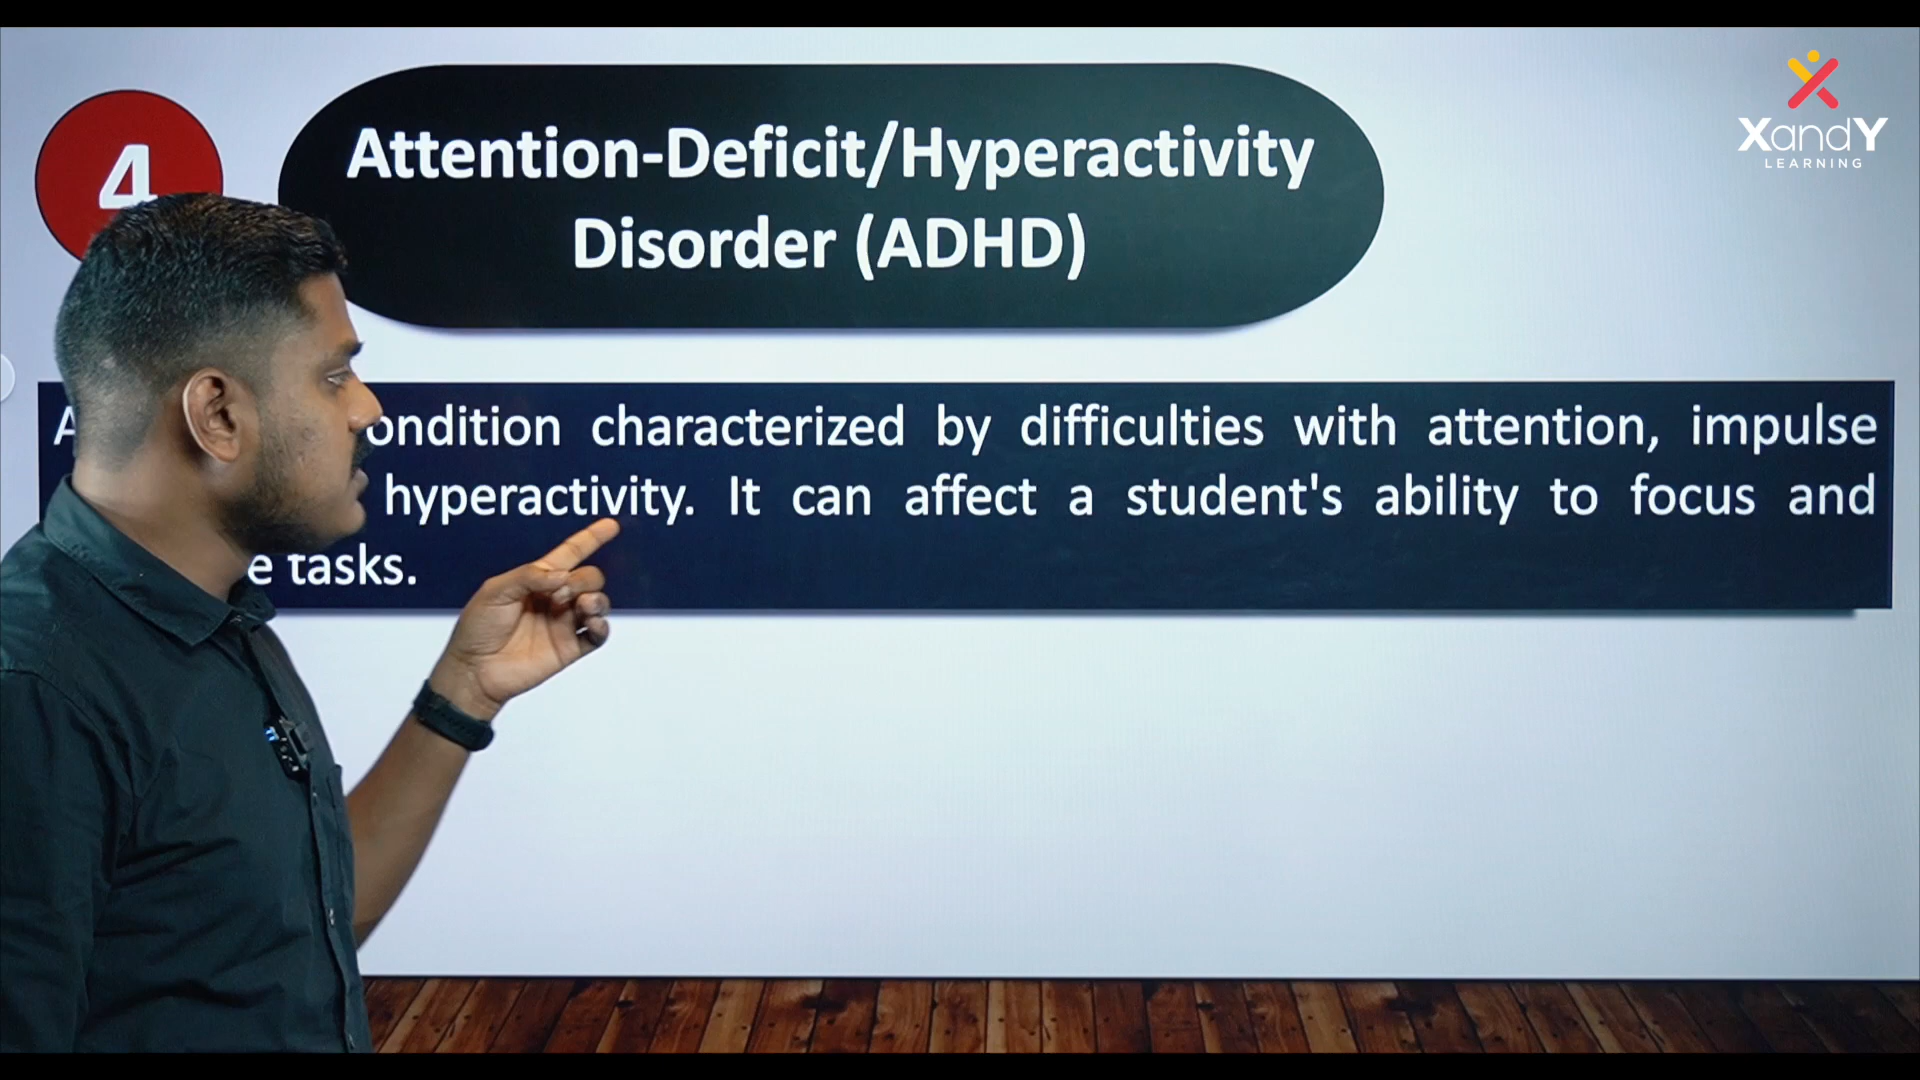 XandY
LEARNING
4
Attention-Deficit/Hyperactivity
Disorder (ADHD)
ondition characterized by difficulties with attention, impulse
hyperactivity. It can affect a student's ability to focus and
e tasks.